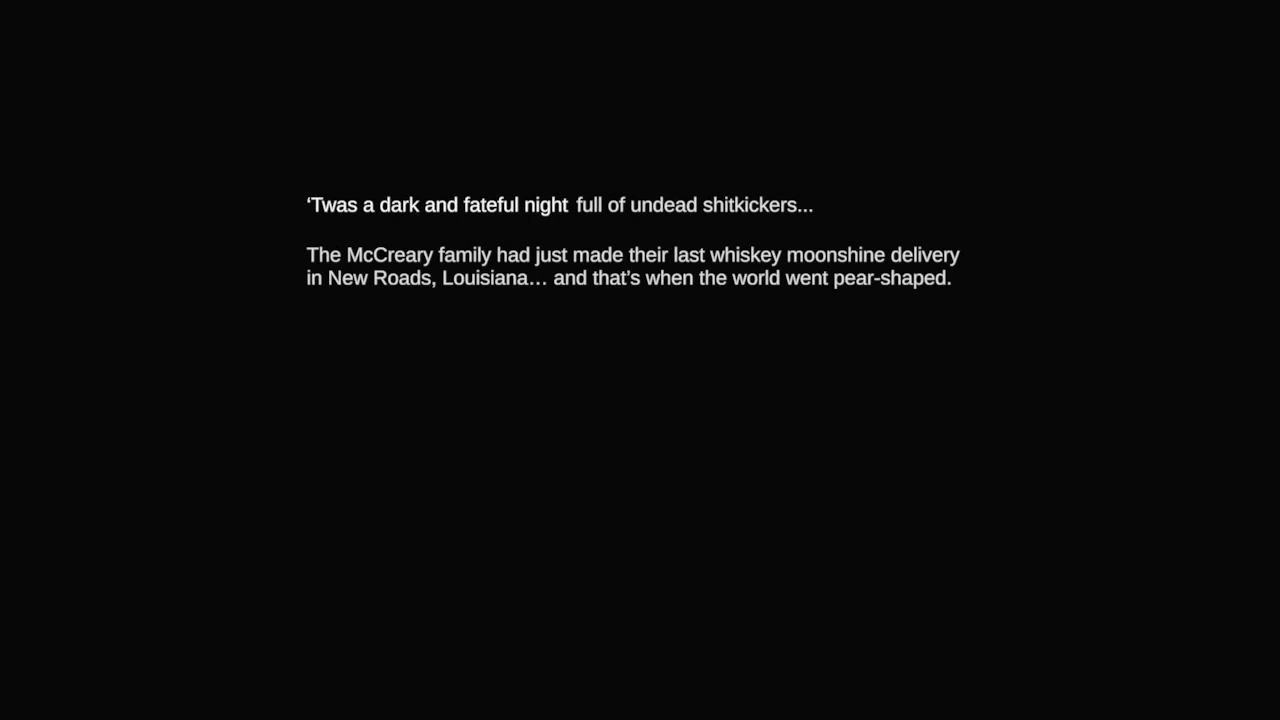 ‘Twas a dark and fateful night full of undead shitkickers...
The McCreary family had just made their last whiskey moonshine delivery
in New Roads, Louisiana… and that’s when the world went pear-shaped.